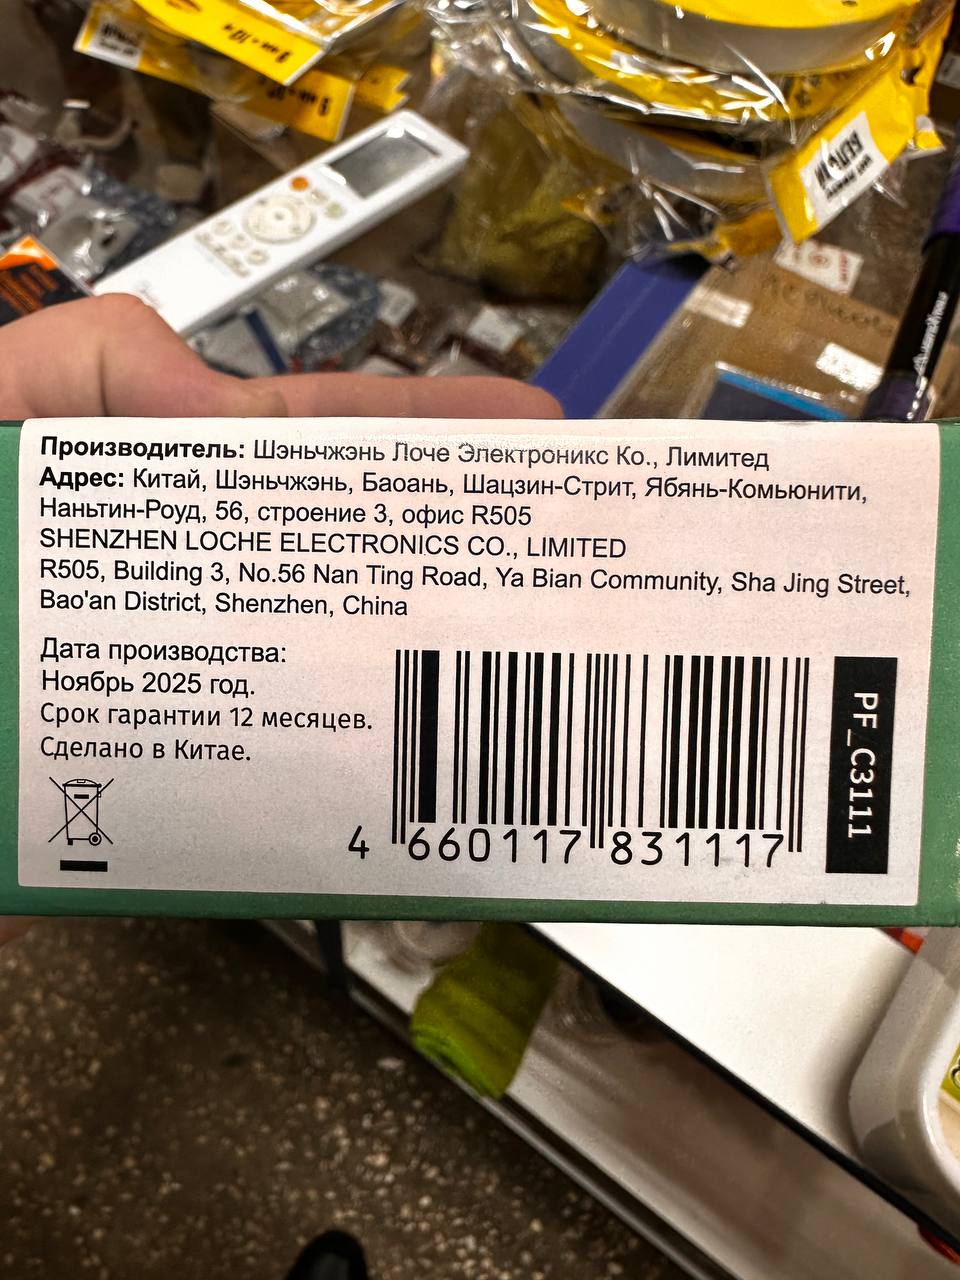 Производитель: Шэньчжэнь Лоче Электроникс Ко., Лимитед
Адрес: Китай, Шэньчжэнь, Баоань, Шацзин-Стрит, Ябянь-Комьюнити,
Наньтин-Роуд, 56, строение 3, офис R505
SHENZHEN LOCHE ELECTRONICS CO., LIMITED
R505, Building 3, No.56 Nan Ting Road, Ya Bian Community, Sha Jing Street,
Bao'an District, Shenzhen, China
Дата производства:
Ноябрь 2025 год.
Срок гарантии 12 месяцев.
Сделано в Китае.
4 660117 831117
PF_C3111